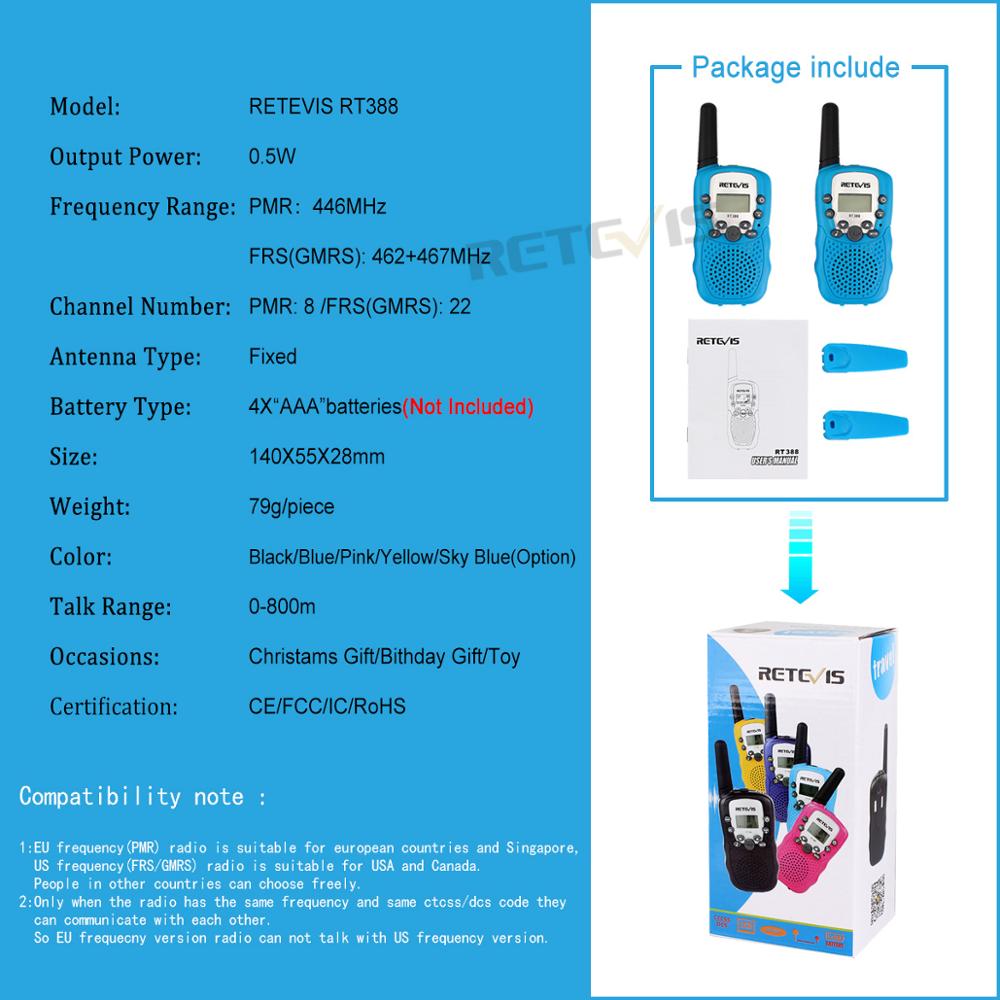 Model: RETEVIS RT388
Output Power: 0.5W
Frequency Range: PMR: 446MHz
FRS(GMRS): 462+467MHz
Channel Number: PMR: 8 /FRS(GMRS): 22
Antenna Type: Fixed
Battery Type: 4X“AAA”batteries(Not Included)
Size: 140X55X28mm
Weight: 79g/piece
Color: Black/Blue/Pink/Yellow/Sky Blue(Option)
Talk Range: 0-800m
Occasions: Christams Gift/Bithday Gift/Toy
Certification: CE/FCC/IC/RoHS
Compatibility note :
1:EU frequency(PMR) radio is suitable for european countries and Singapore,
US frequency(FRS/GMRS) radio is suitable for USA and Canada.
People in other countries can choose freely.
2:Only when the radio has the same frequency and same ctcss/dcs code they
can communicate with each other.
So EU frequecny version radio can not talk with US frequency version.
RETEVIS
Package include
RETEVIS
RT388
RETEVIS
RT388
RETEVIS
RT388
USER'S MANUAL
RETEVIS
travel